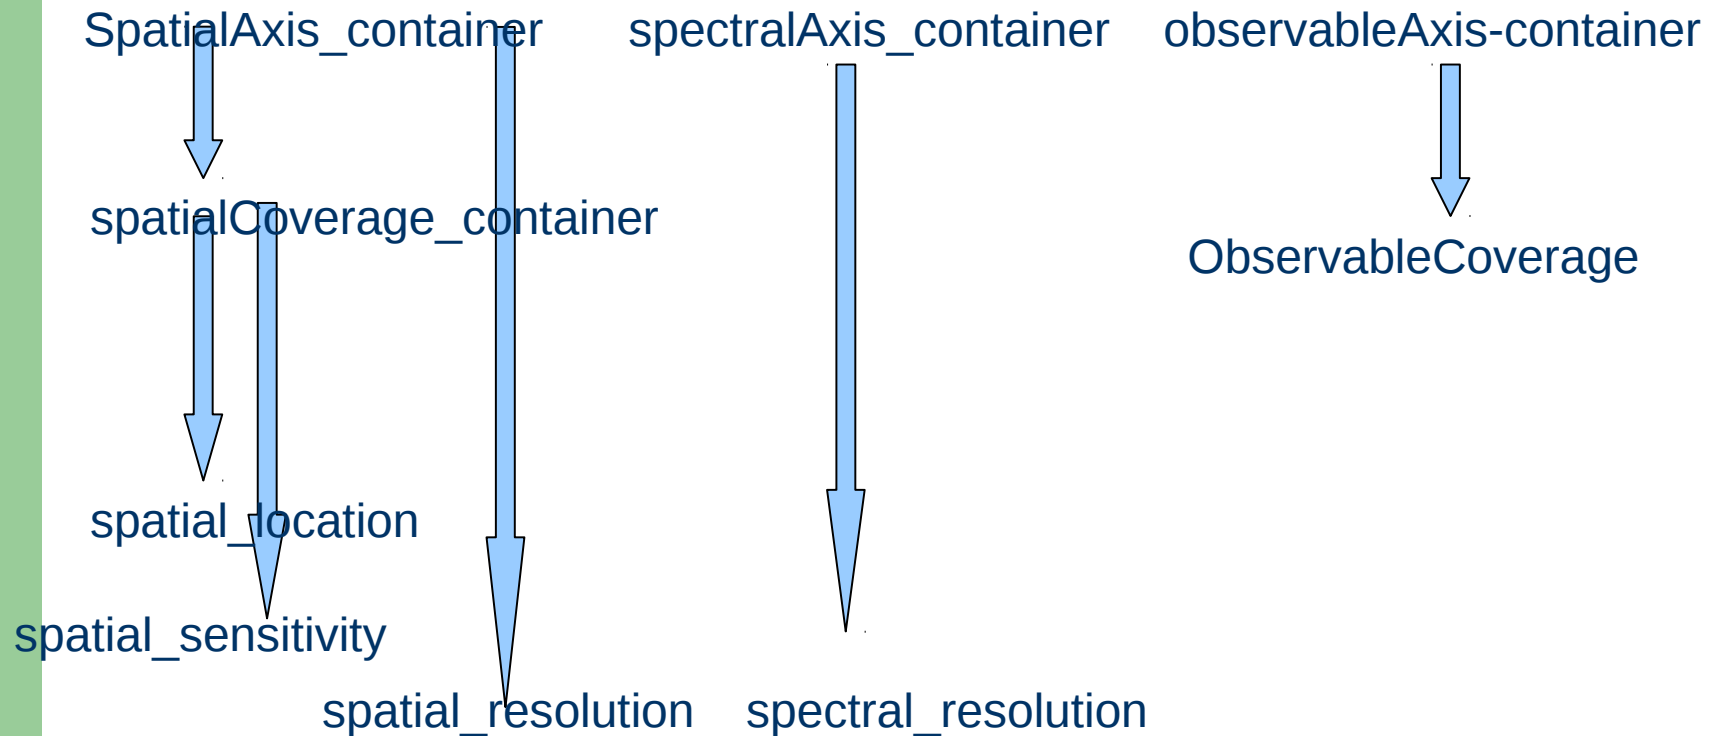 SpatialAxis_container spectralAxis_container observableAxis-container
spatialCoverage_container
ObservableCoverage
spatial_location
spatial_sensitivity
spatial_resolution spectral_resolution